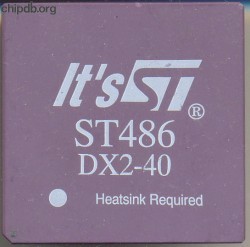 chipdb.org
It's ST®
ST486
DX2-40
Heatsink Required